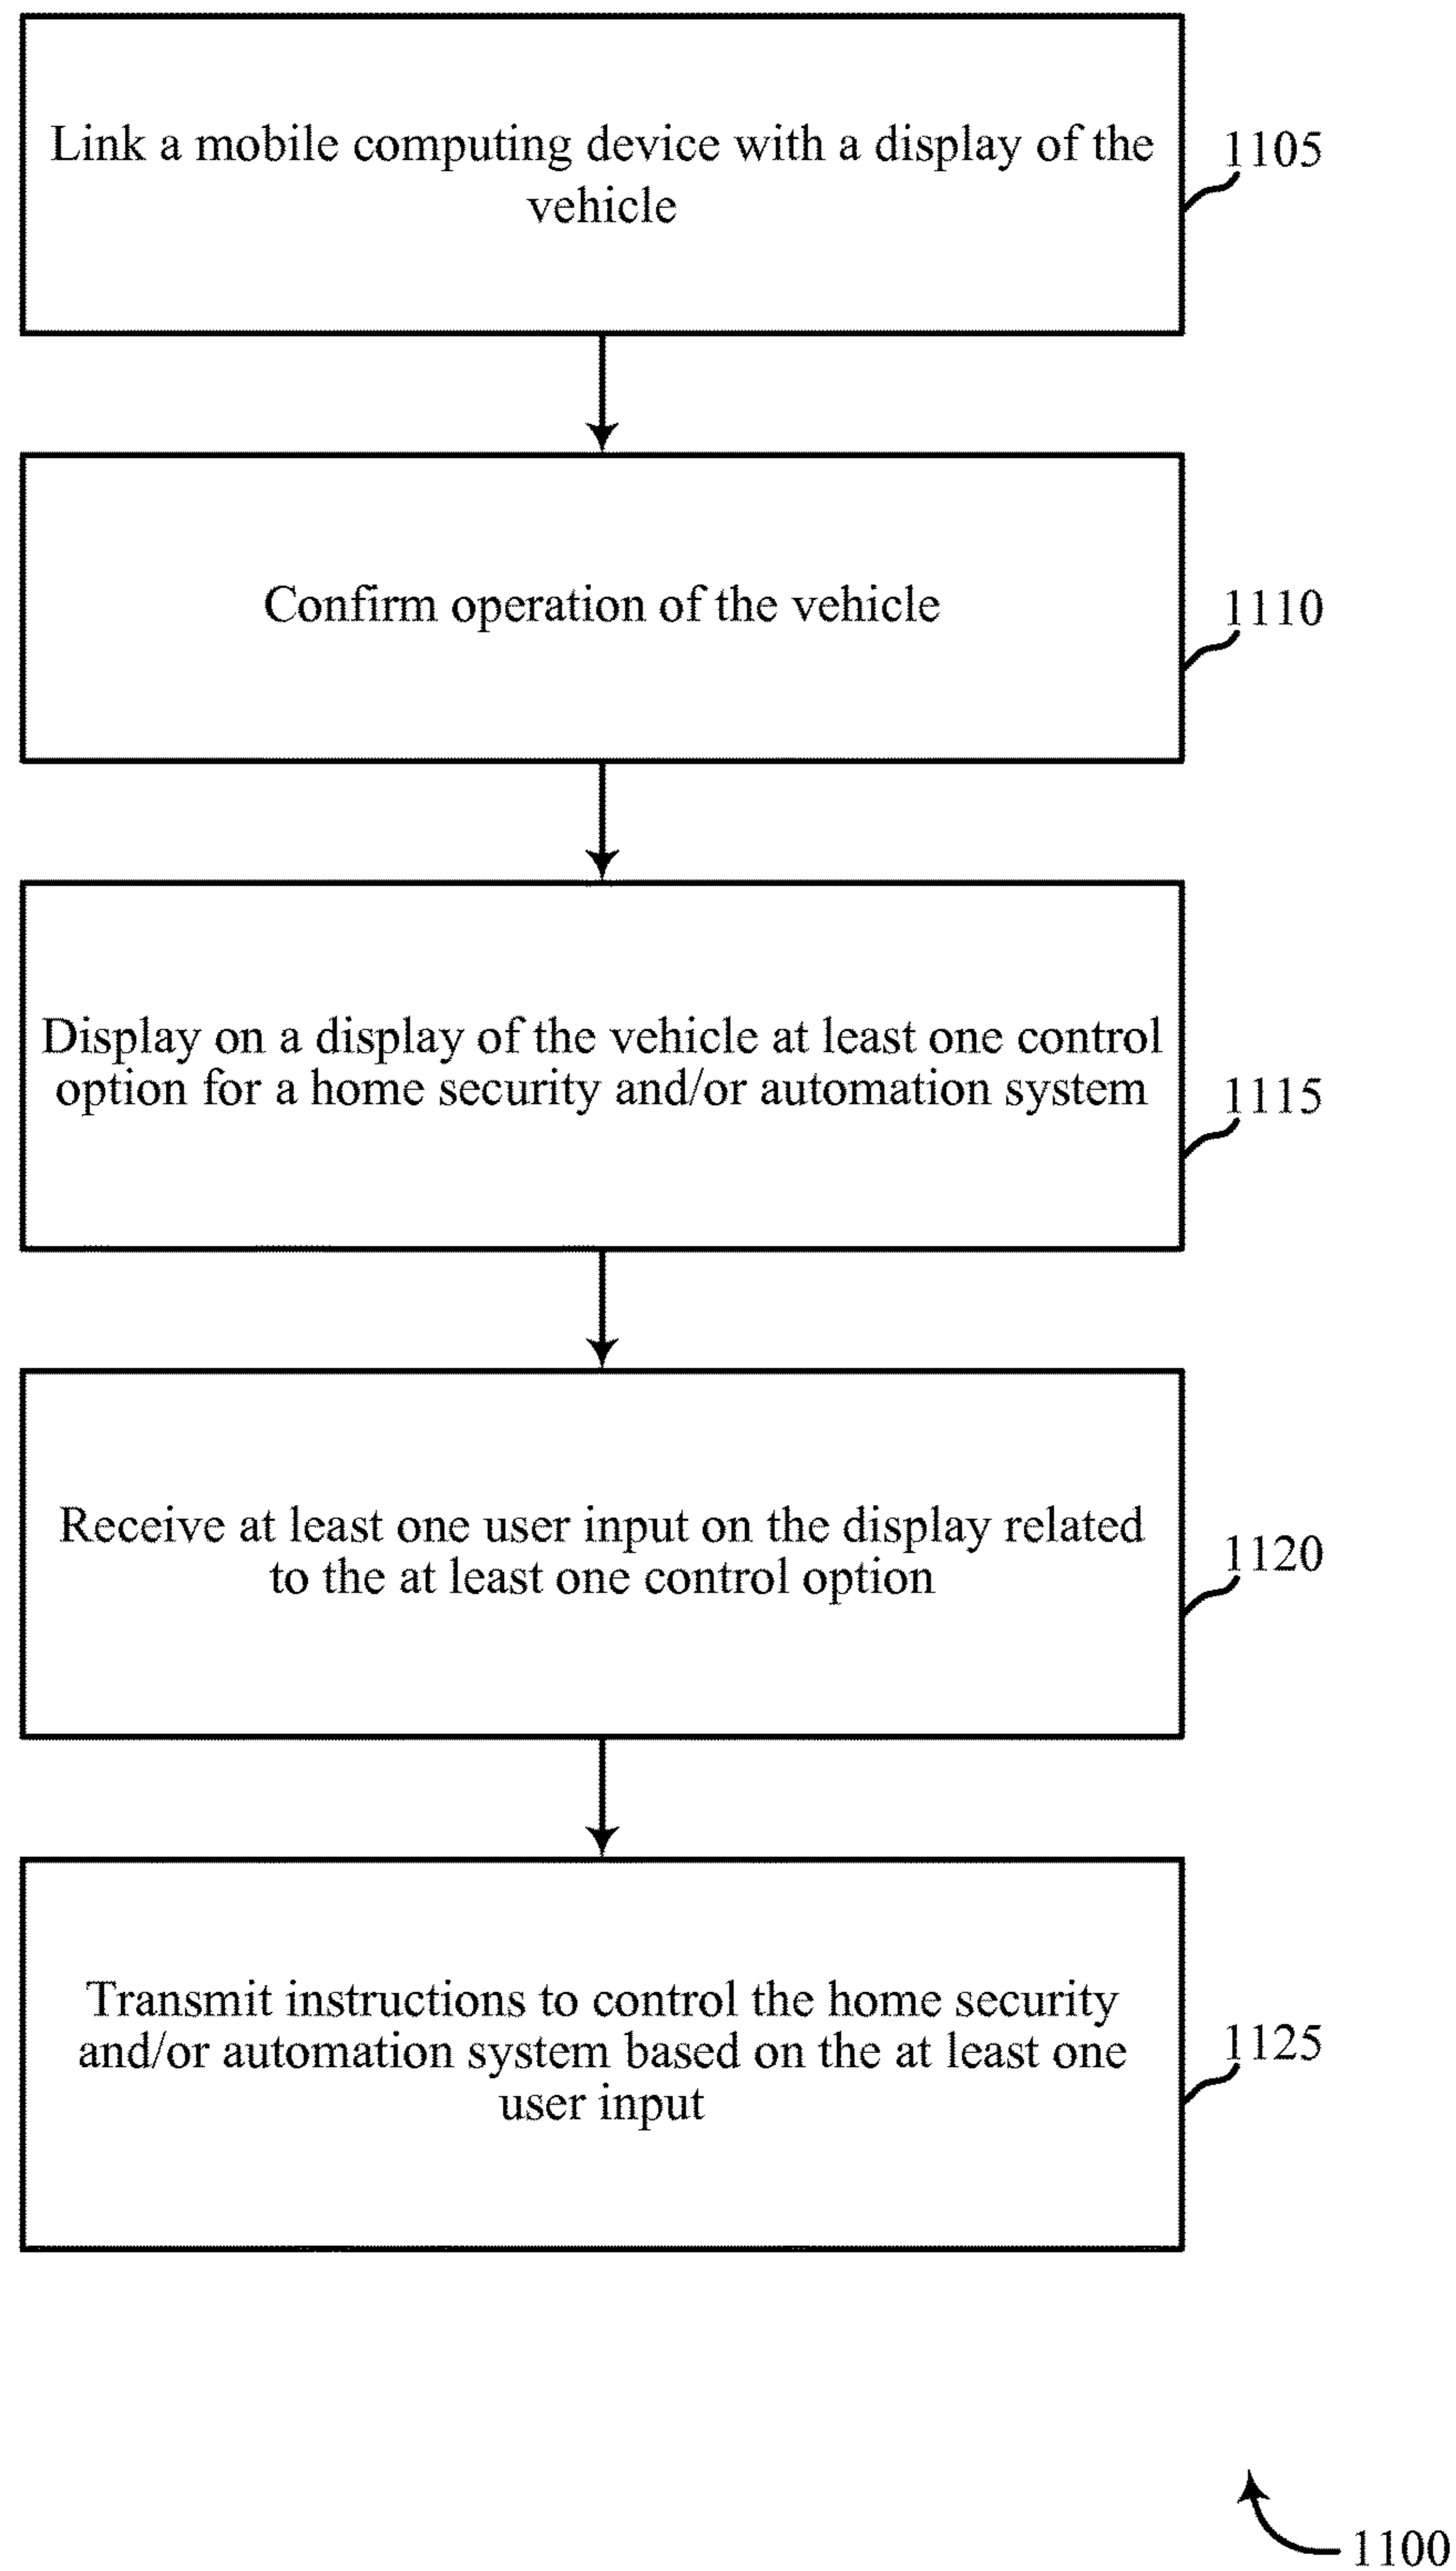 Link a mobile computing device with a display of the
vehicle
1105
Confirm operation of the vehicle
1110
Display on a display of the vehicle at least one control
option for a home security and/or automation system
1115
Receive at least one user input on the display related
to the at least one control option
1120
Transmit instructions to control the home security
and/or automation system based on the at least one
user input
1125
1100